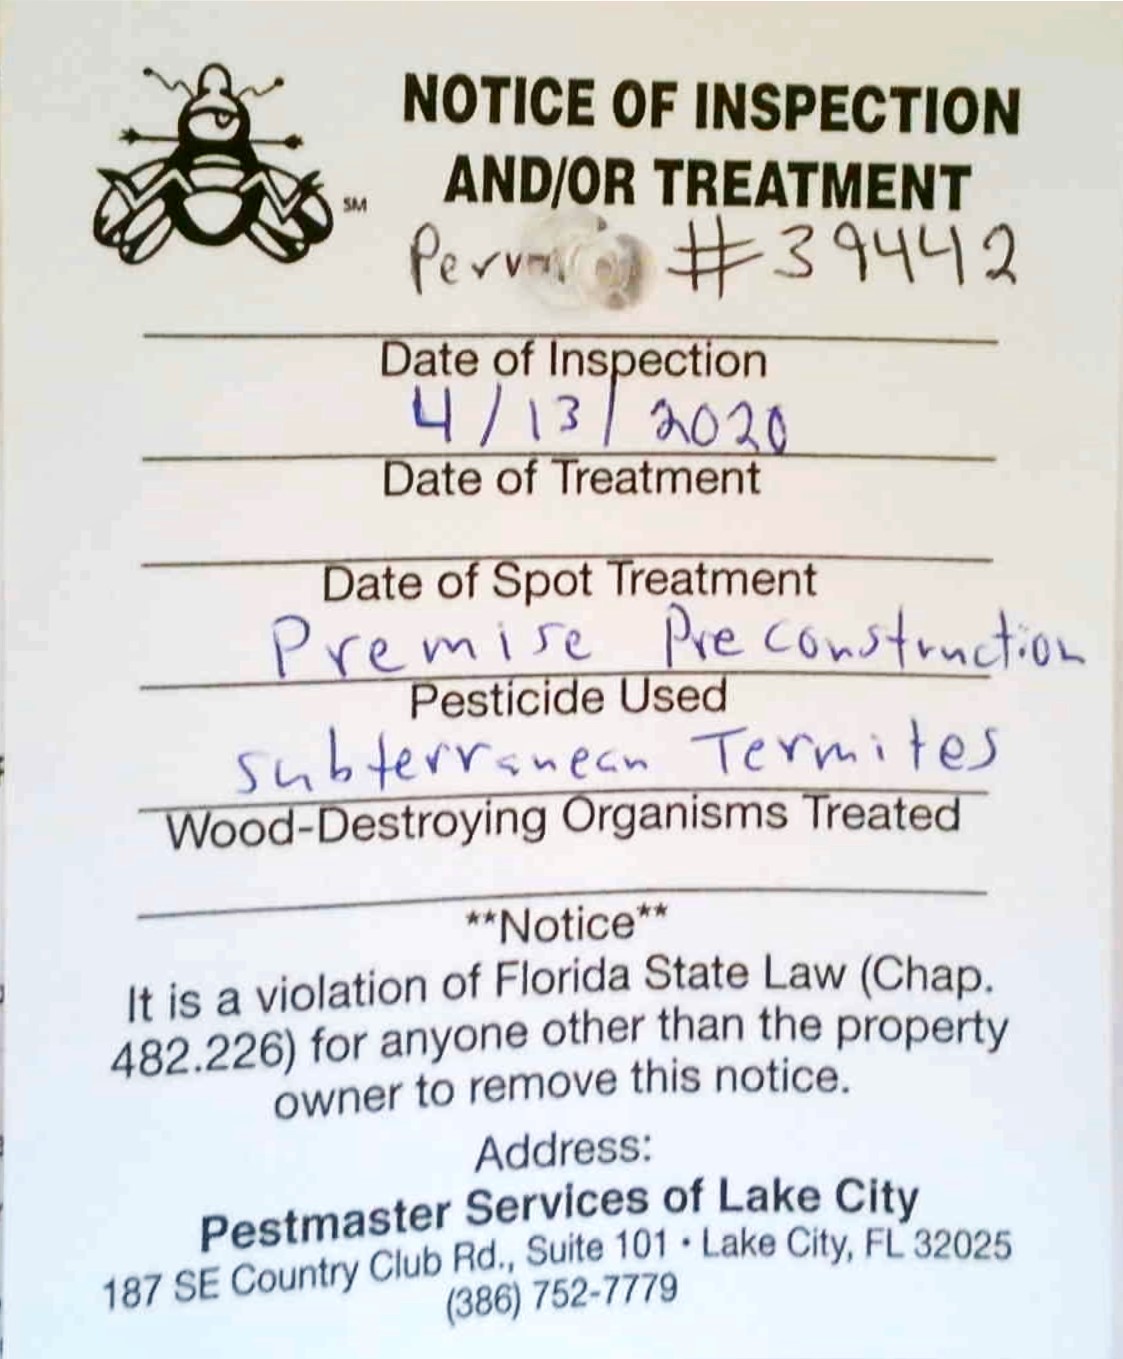 NOTICE OF INSPECTION
AND/OR TREATMENT
SM
#39442
Date of Inspection
4/13/2020
Date of Treatment
Date of Spot Treatment
Premise Preconstruction
Pesticide Used
Subterranean Termites
Wood-Destroying Organisms Treated
**Notice**
It is a violation of Florida State Law (Chap.
482.226) for anyone other than the property
owner to remove this notice.
Address:
Pestmaster Services of Lake City
187 SE Country Club Rd., Suite 101 • Lake City, FL 32025
(386) 752-7779